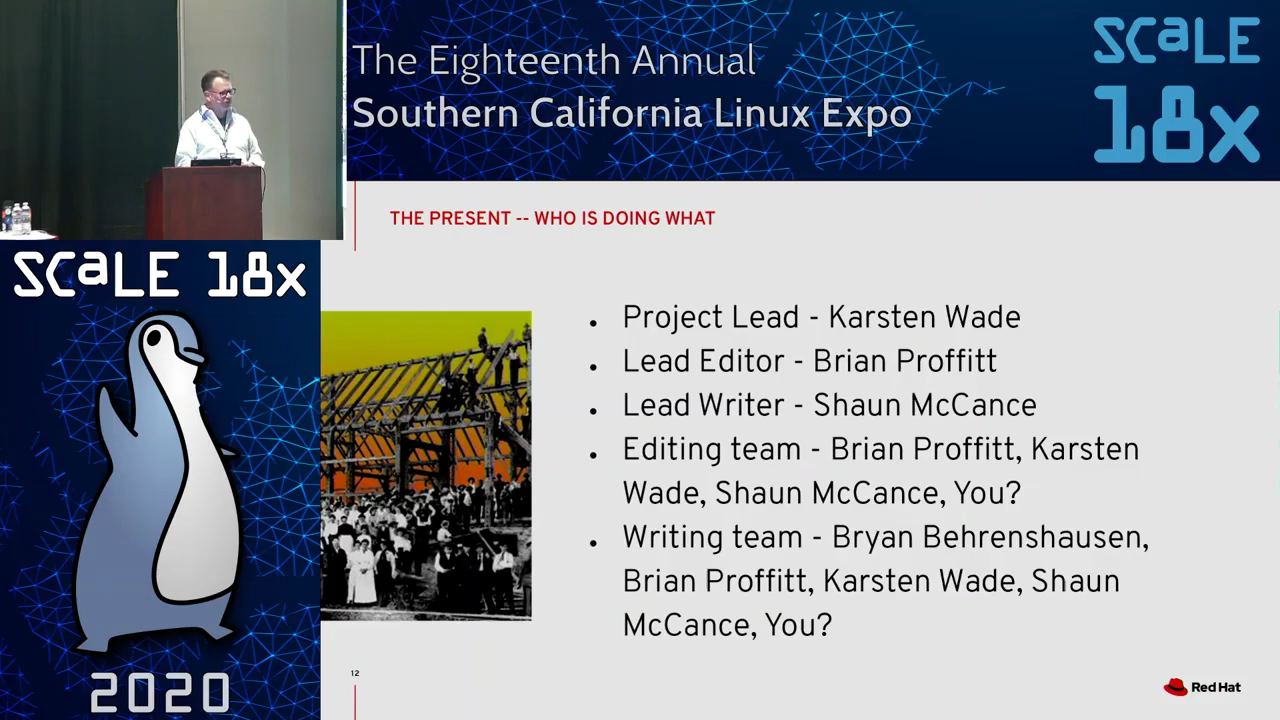 The Eighteenth Annual
Southern California Linux Expo
SCaLE
18x
THE PRESENT -- WHO IS DOING WHAT
SCaLE 18x
Project Lead - Karsten Wade
Lead Editor - Brian Proffitt
Lead Writer - Shaun McCance
Editing team - Brian Proffitt, Karsten
Wade, Shaun McCance, You?
Writing team - Bryan Behrenshausen,
Brian Proffitt, Karsten Wade, Shaun
McCance, You?
2020
12
Red Hat